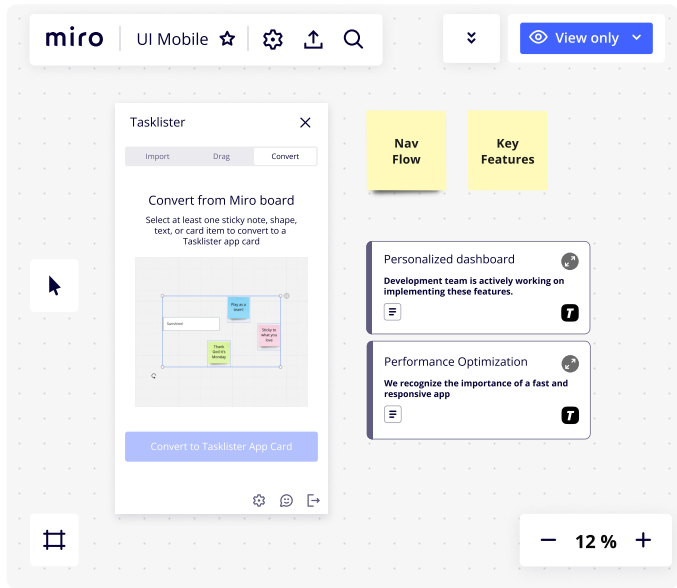 miro
UI Mobile
View only
Tasklister
Import
Drag
Convert
Convert from Miro board
Select at least one sticky note, shape,
text, or card item to convert to a
Tasklister app card
Play as a
team!
Sunshine!
Sticky to
what you
love
Thank
God it's
Monday
Convert to Tasklister App Card
Nav
Flow
Key
Features
Personalized dashboard
Development team is actively working on
implementing these features.
T
Performance Optimization
We recognize the importance of a fast and
responsive app
T
12 %